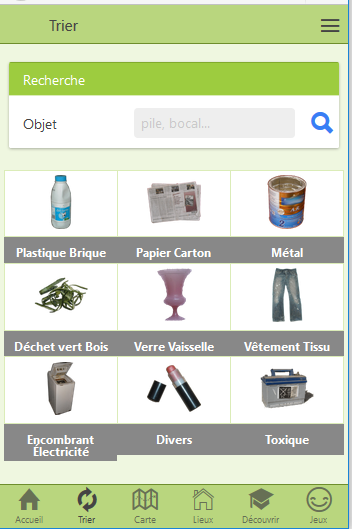 Trier
Recherche
Objet
pile, bocal...
Plastique Brique
Papier Carton
Métal
Déchet vert Bois
Verre Vaisselle
Vêtement Tissu
Encombrant
Électricité
Divers
Toxique
Accueil
Trier
Carte
Lieux
Découvrir
Jeux